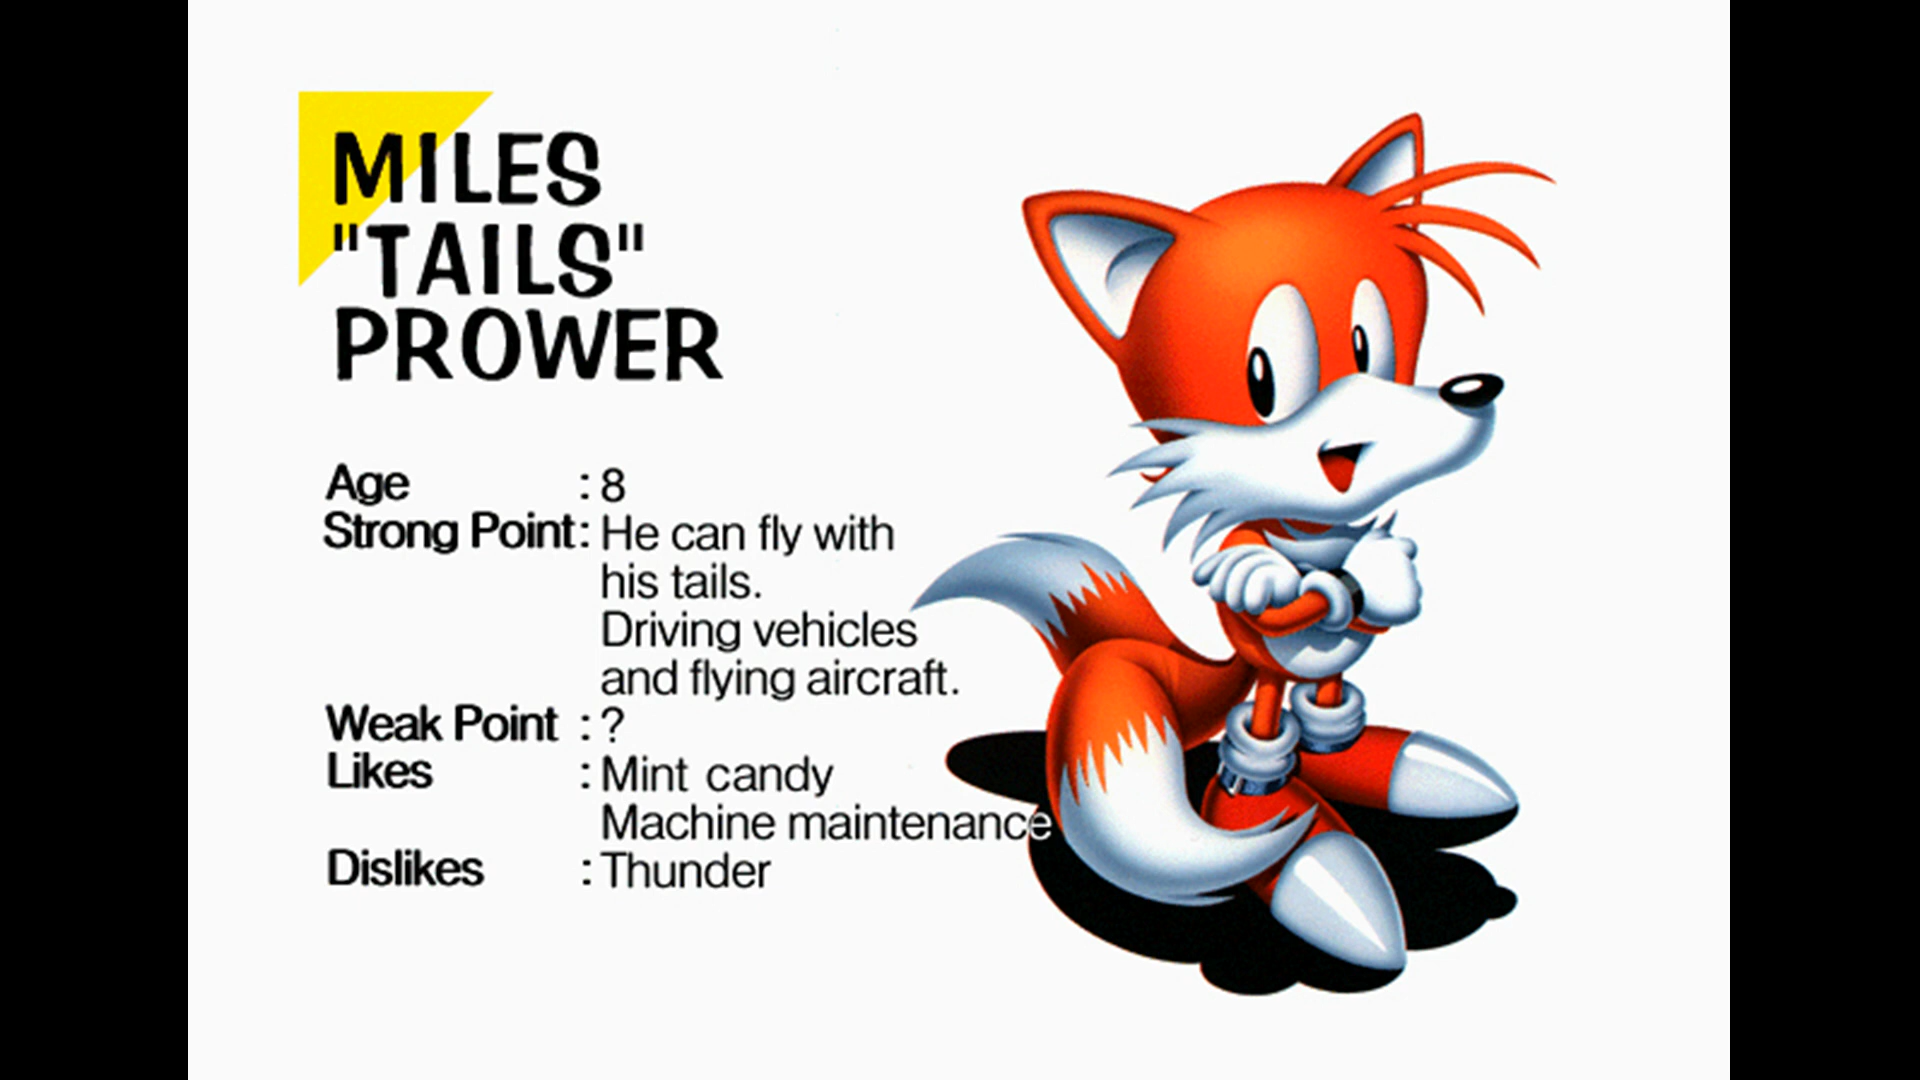 MILES
"TAILS"
PROWER
Age : 8
Strong Point : He can fly with
his tails.
Driving vehicles
and flying aircraft.
Weak Point : ?
Likes : Mint candy
Machine maintenance
Dislikes : Thunder